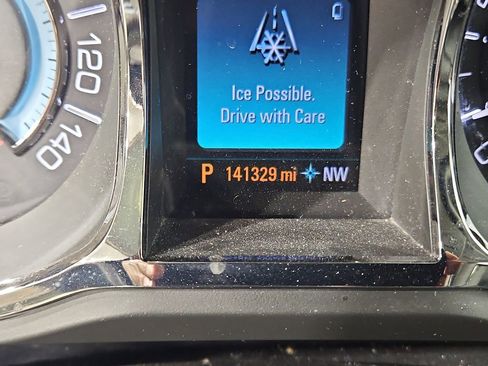 120
140
Ice Possible.
Drive with Care
P 141329 mi NW